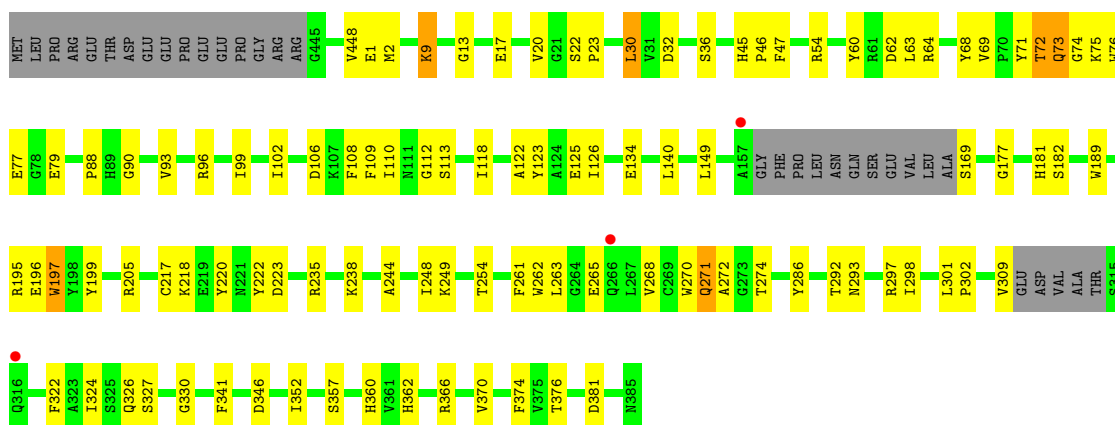 MET LEU PRO ARG GLU THR ASP GLU GLU PRO GLU GLU PRO GLY ARG ARG G445 V448 E1 M2 K9 G13 E17 V20 G21 S22 P23 L30 V31 D32 S36 H45 P46 F47 R54 Y60 R61 D62 L63 R64 Y68 V69 P70 Y71 T72 Q73 G74 K75 W76
E77 G78 E79 P88 H89 G90 V93 R96 I99 I102 D106 K107 F108 F109 I110 N111 G112 S113 I118 A122 Y123 A124 E125 I126 E134 L140 L149 A157 GLY PHE PRO LEU ASN GLN SER GLU VAL LEU ALA S169 G177 H181 S182 W189
R195 E196 W197 Y198 Y199 R205 C217 K218 E219 Y220 N221 Y222 D223 R235 K238 A244 I248 K249 T254 F261 W262 L263 G264 E265 Q266 L267 V268 C269 W270 Q271 A272 G273 T274 Y286 T292 N293 R297 I298 L301 P302 V309 GLU ASP VAL ALA THR S315
Q316 F322 A323 I324 S325 Q326 S327 G330 F341 D346 I352 S357 H360 V361 H362 R366 V370 F374 V375 T376 D381 N385